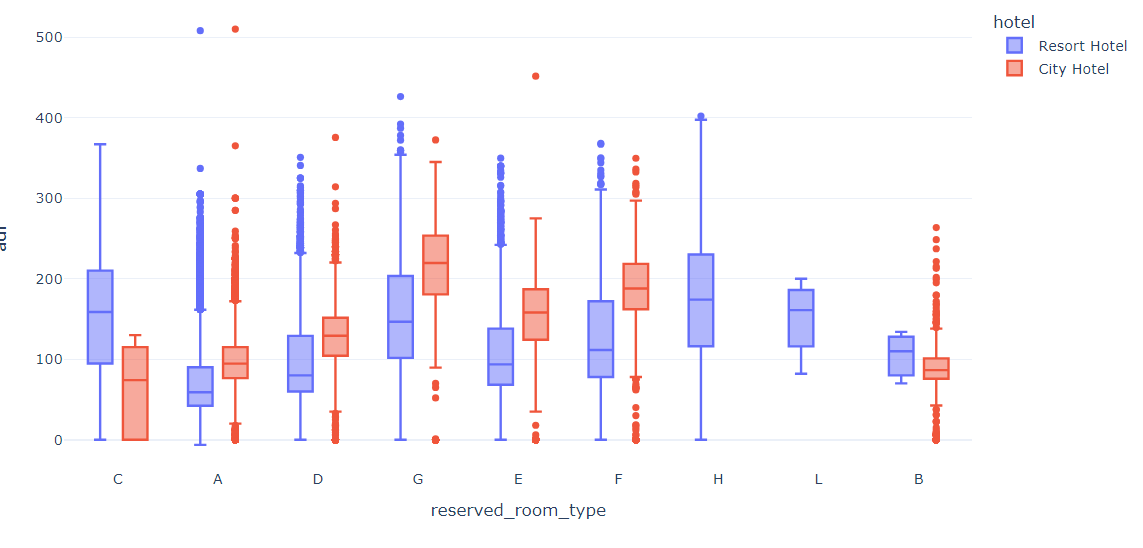 hotel
Resort Hotel
City Hotel
500
400
300
200
100
0
C A D G E F H L B
reserved_room_type